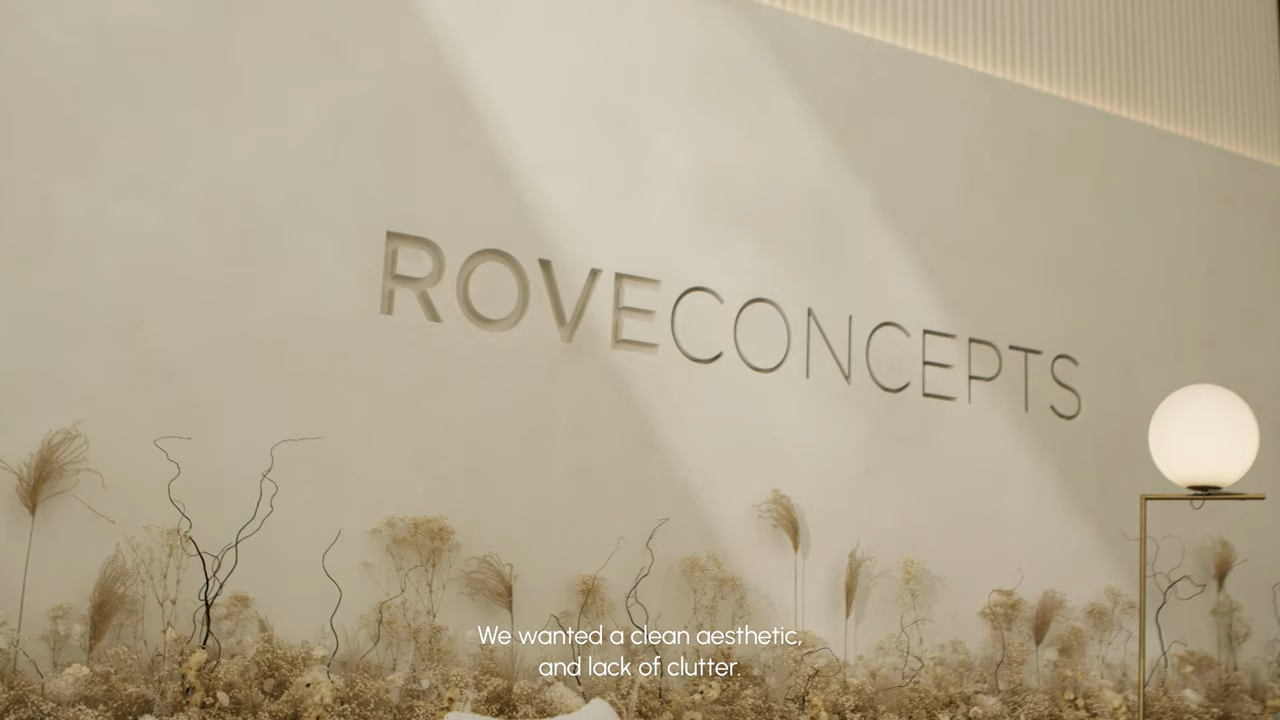 ROVECONCEPTS
We wanted a clean aesthetic,
and lack of clutter.